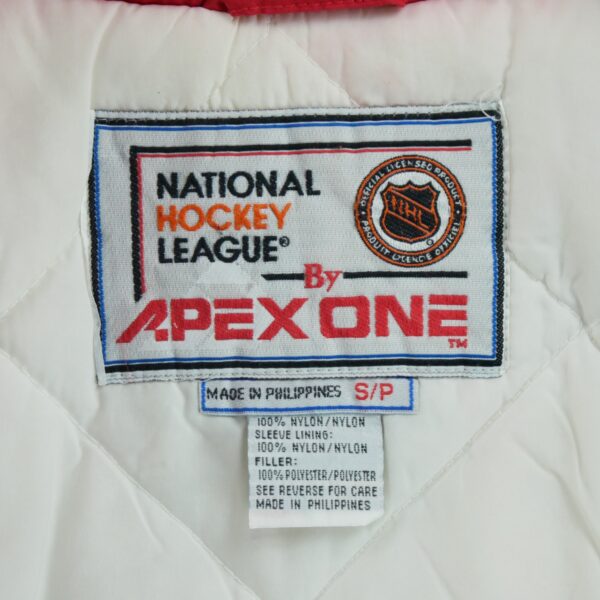 NATIONAL
HOCKEY
LEAGUE®
OFFICIAL LICENSED PRODUCT
NHL
®
PRODUIT LICENCE OFFICIEL
By
APEX ONE
TM
MADE IN PHILIPPINES S/P
100% NYLON/NYLON
SLEEVE LINING:
100% NYLON/NYLON
FILLER:
100% POLYESTER/POLYESTER
SEE REVERSE FOR CARE
MADE IN PHILIPPINES